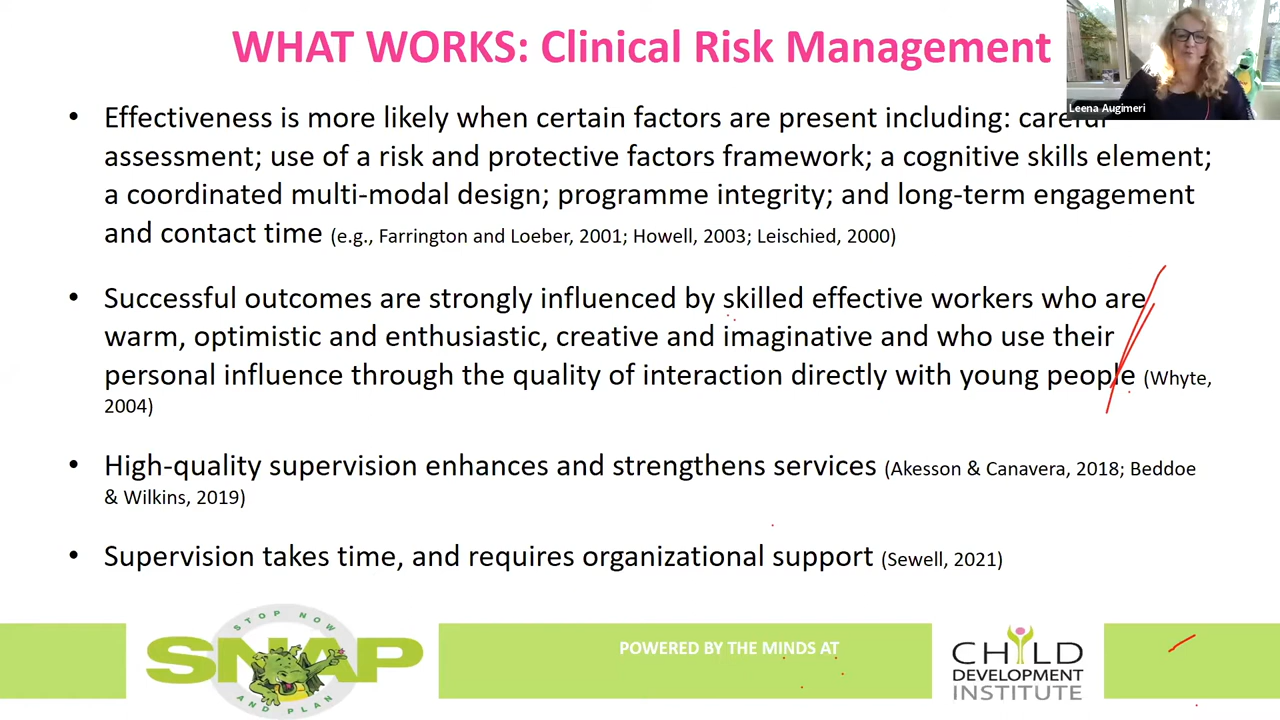 WHAT WORKS: Clinical Risk Management
Leena Augimeri
• Effectiveness is more likely when certain factors are present including: careful
assessment; use of a risk and protective factors framework; a cognitive skills element;
a coordinated multi-modal design; programme integrity; and long-term engagement
and contact time (e.g., Farrington and Loeber, 2001; Howell, 2003; Leischied, 2000)
• Successful outcomes are strongly influenced by skilled effective workers who are
warm, optimistic and enthusiastic, creative and imaginative and who use their
personal influence through the quality of interaction directly with young people (Whyte,
2004)
• High-quality supervision enhances and strengthens services (Akesson & Canavera, 2018; Beddoe
& Wilkins, 2019)
• Supervision takes time, and requires organizational support (Sewell, 2021)
STOP NOW
SNAP
AND PLAN
POWERED BY THE MINDS AT
CHILD
DEVELOPMENT
INSTITUTE